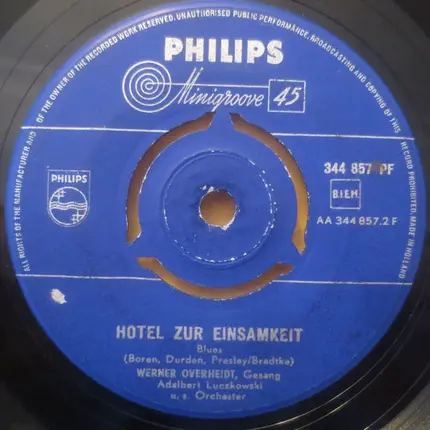 ALL RIGHTS OF THE MANUFACTURER AND OF THE OWNER OF THE RECORDED WORK RESERVED. UNAUTHORISED PUBLIC PERFORMANCE, BROADCASTING AND COPYING OF THIS RECORD PROHIBITED. MADE IN HOLLAND
PHILIPS
Minigroove 45
344 857 PF
B.I.E.M.
PHILIPS
AA 344 857.2 F
HOTEL ZUR EINSAMKEIT
Blues
(Boren, Durden, Presley/Bradtke)
WERNER OVERHEIDT, Gesang
Adalbert Luczkowski
u. s. Orchester